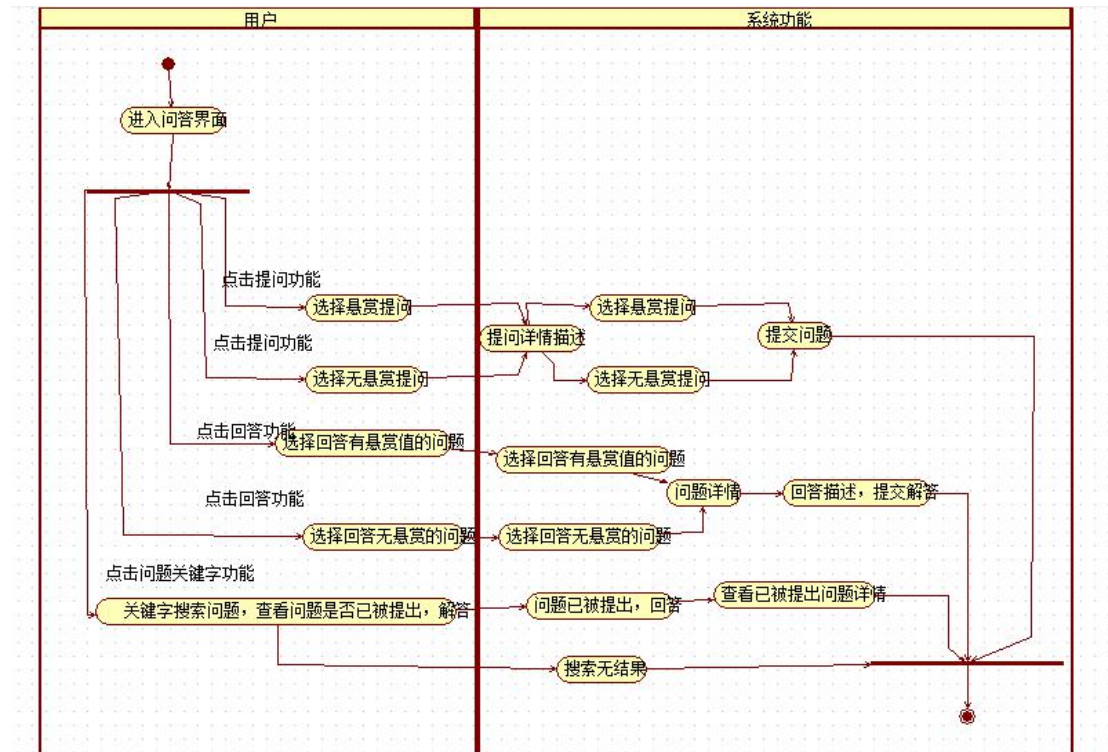 用户
系统功能
进入问答界面
点击提问功能
选择悬赏提问
选择悬赏提问
提问详情描述
提交问题
点击提问功能
选择无悬赏提问
选择无悬赏提问
点击回答功能
选择回答有悬赏值的问题
选择回答有悬赏值的问题
问题详情
回答描述，提交解答
点击回答功能
选择回答无悬赏的问题
选择回答无悬赏的问题
点击问题关键字功能
关键字搜索问题，查看问题是否已被提出，解答
问题已被提出，回答
查看已被提出问题详情
搜索无结果